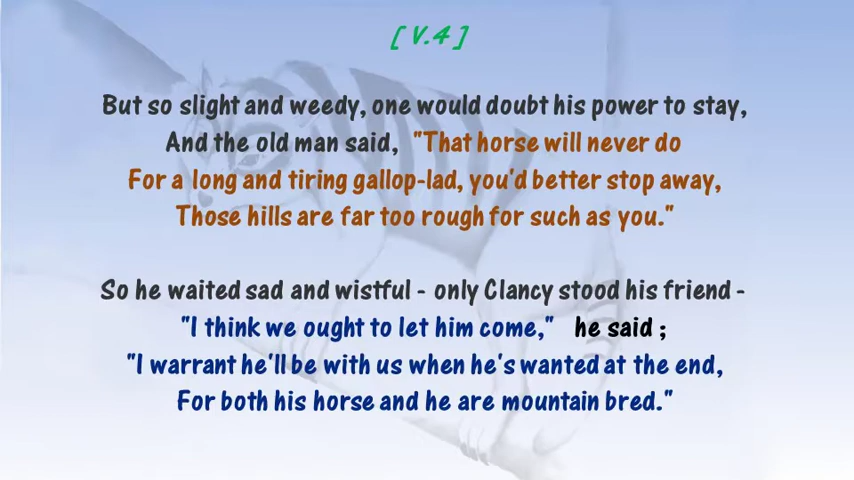 [ V.4 ]
But so slight and weedy, one would doubt his power to stay,
And the old man said, "That horse will never do
For a long and tiring gallop-lad, you'd better stop away,
Those hills are far too rough for such as you."
So he waited sad and wistful - only Clancy stood his friend -
"I think we ought to let him come," he said ;
"I warrant he'll be with us when he's wanted at the end,
For both his horse and he are mountain bred."